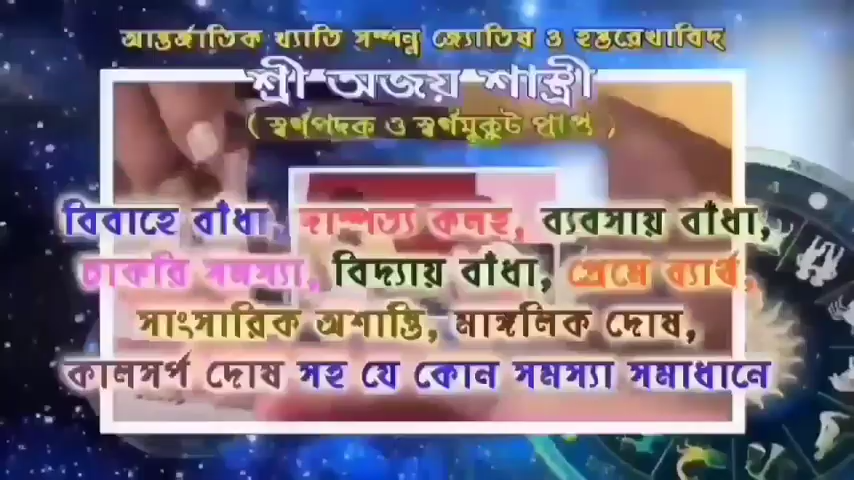 আন্তর্জাতিক খ্যাতি সম্পন্ন জ্যোতিষ ও হস্তরেখাবিদ্
শ্রী অজয় শাস্ত্রী
( স্বর্ণপদক ও স্বর্ণমুকুট প্রাপ্ত )
বিবাহে বাঁধা, দাম্পত্য কলহ, ব্যবসায় বাঁধা,
চাকরি সমস্যা, বিদ্যায় বাঁধা, প্রেমে ব্যার্থ,
সাংসারিক অশান্তি, মাঙ্গলিক দোষ,
কালসর্প দোষ সহ যে কোন সমস্যা সমাধানে